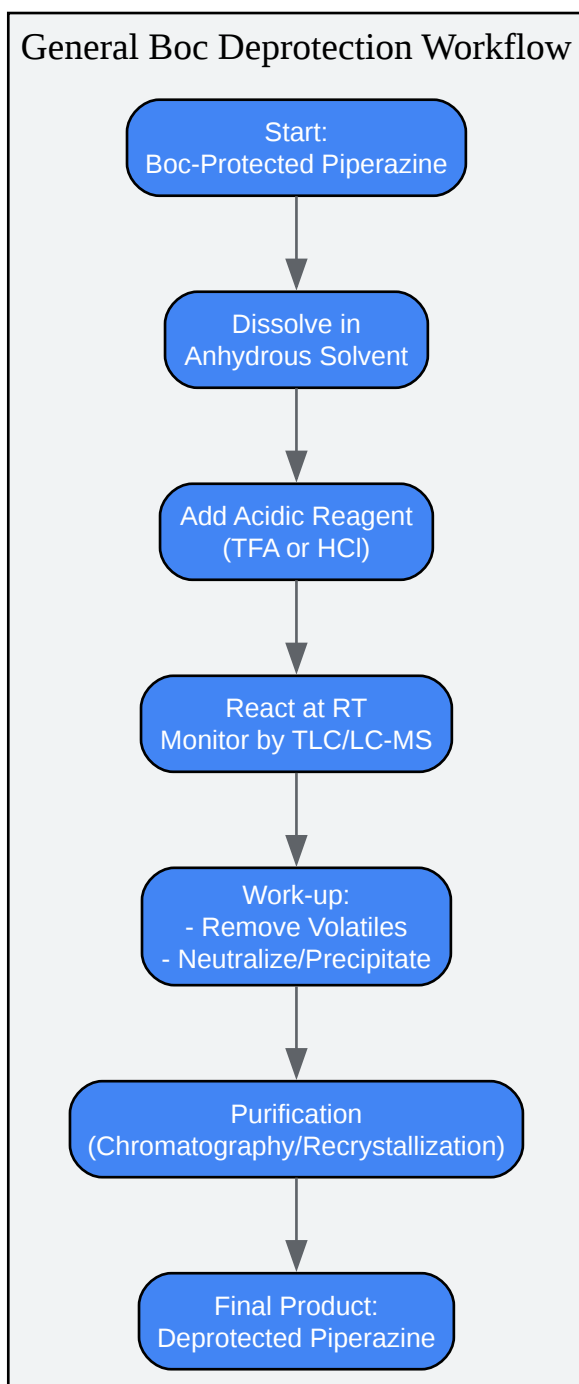 General Boc Deprotection Workflow
Start:
Boc-Protected Piperazine
Dissolve in
Anhydrous Solvent
Add Acidic Reagent
(TFA or HCl)
React at RT
Monitor by TLC/LC-MS
Work-up:
- Remove Volatiles
- Neutralize/Precipitate
Purification
(Chromatography/Recrystallization)
Final Product:
Deprotected Piperazine